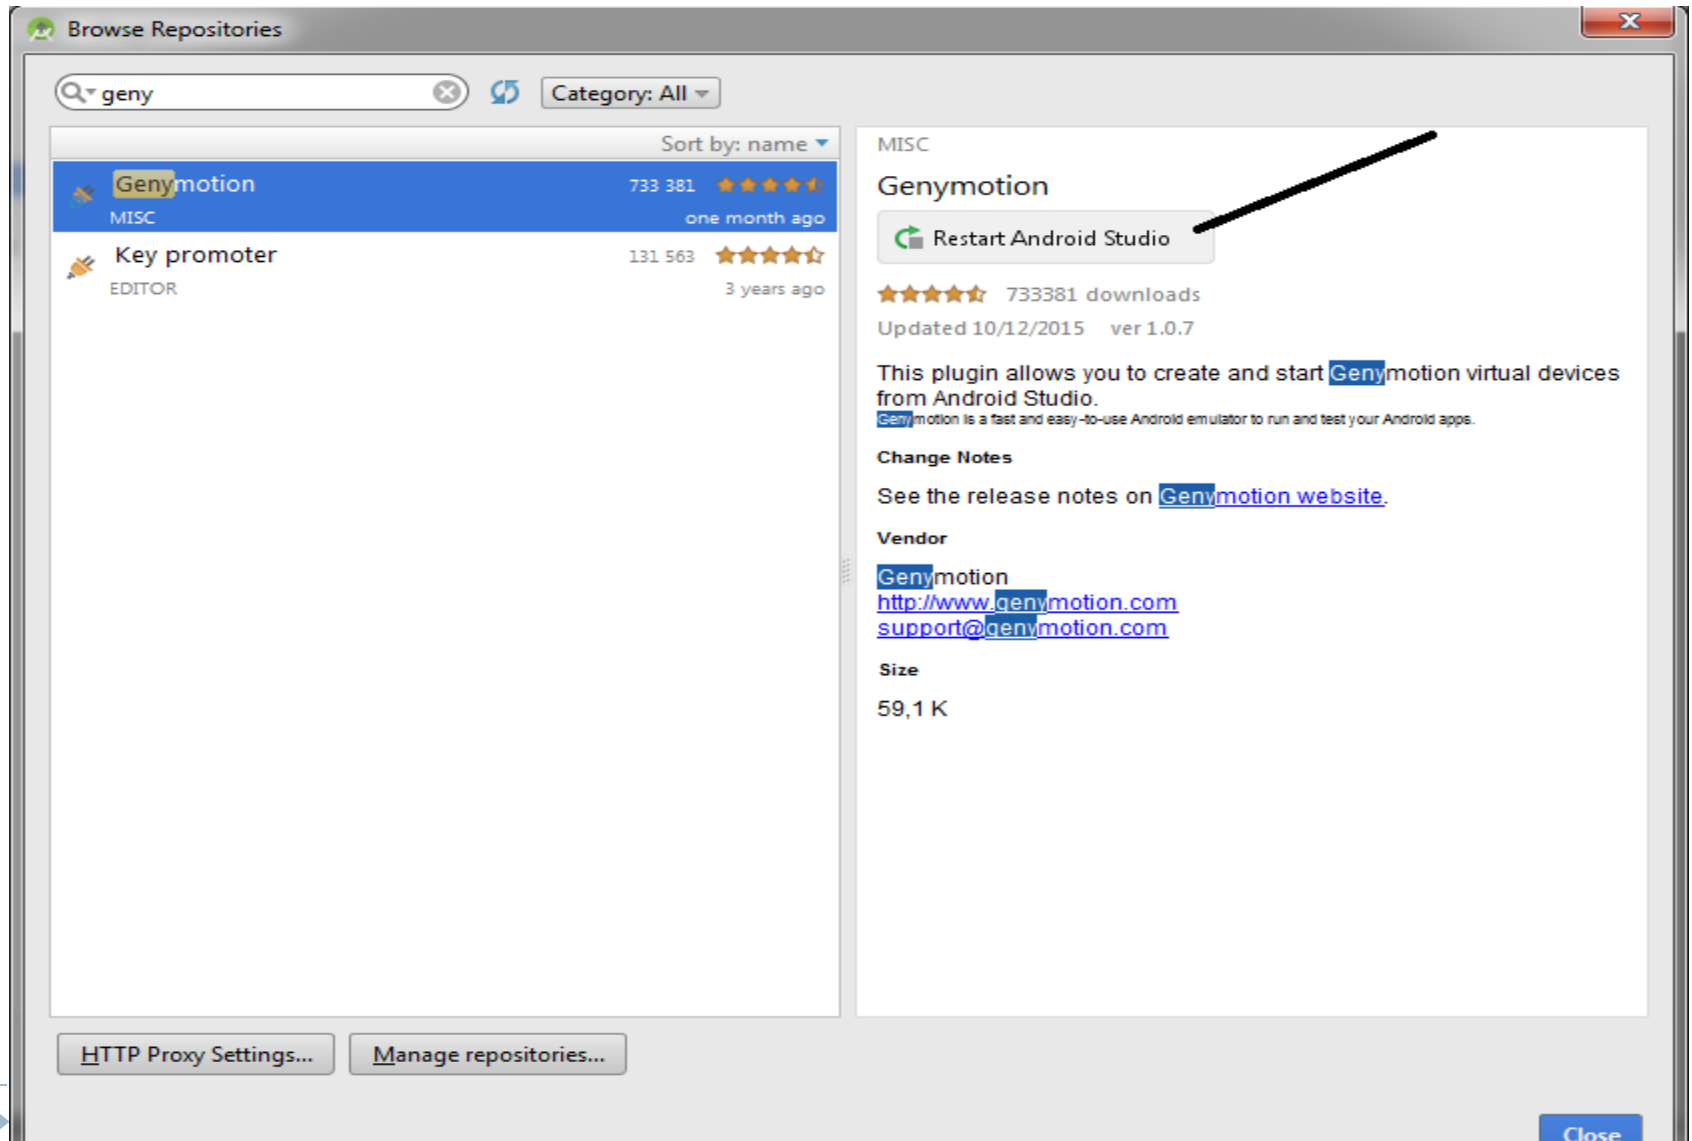 Browse Repositories
geny
Category: All
Sort by: name
Genymotion 733 381
MISC one month ago
Key promoter 131 563
EDITOR 3 years ago
MISC
Genymotion
Restart Android Studio
733381 downloads
Updated 10/12/2015 ver 1.0.7
This plugin allows you to create and start Genymotion virtual devices
from Android Studio.
Genymotion is a fast and easy-to-use Android emulator to run and test your Android apps.
Change Notes
See the release notes on Genymotion website.
Vendor
Genymotion
http://www.genymotion.com
support@genymotion.com
Size
59,1 K
HTTP Proxy Settings...
Manage repositories...
Close